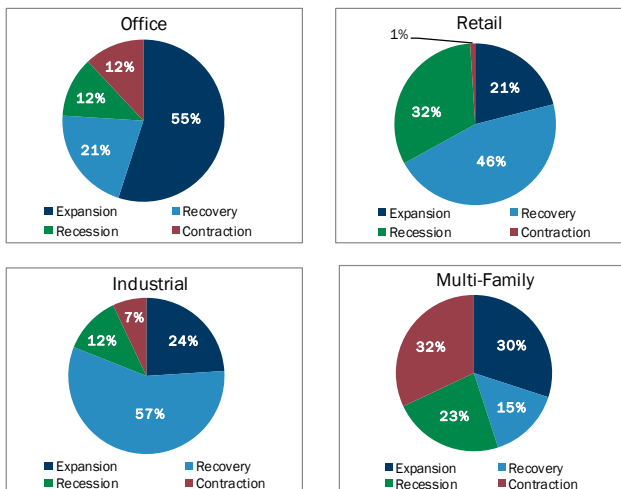 Office
12%
12%
55%
21%
Expansion Recovery
Recession Contraction
Retail
1%
21%
32%
46%
Expansion Recovery
Recession Contraction
Industrial
7%
24%
12%
57%
Expansion Recovery
Recession Contraction
Multi-Family
32%
30%
15%
23%
Expansion Recovery
Recession Contraction